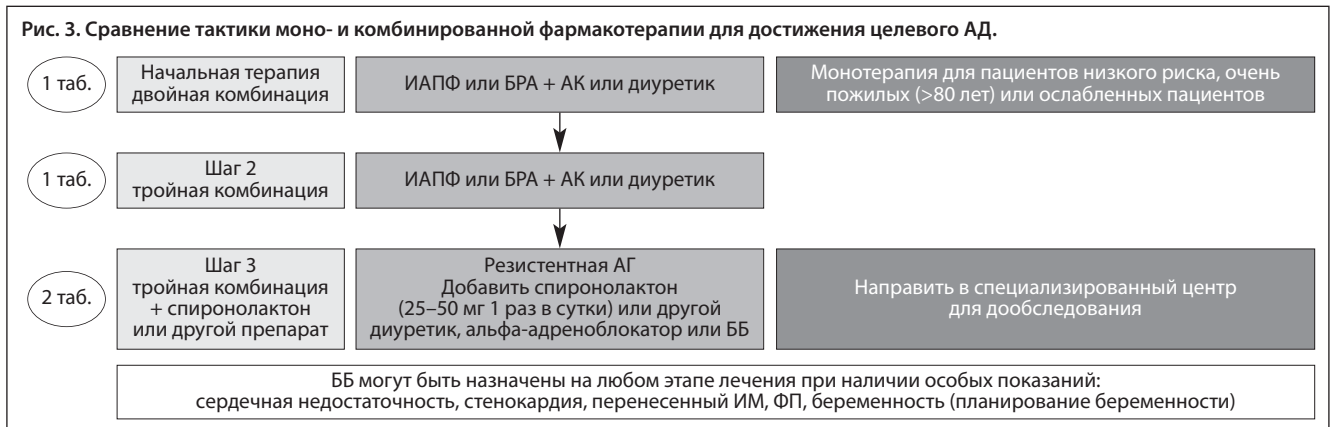 Рис. 3. Сравнение тактики моно- и комбинированной фармакотерапии для достижения целевого АД.
1 таб.
Начальная терапия
двойная комбинация
ИАПФ или БРА + АК или диуретик
Монотерапия для пациентов низкого риска, очень
пожилых (>80 лет) или ослабленных пациентов
1 таб.
Шаг 2
тройная комбинация
ИАПФ или БРА + АК или диуретик
2 таб.
Шаг 3
тройная комбинация
+ спиронолактон
или другой препарат
Резистентная АГ
Добавить спиронолактон
(25–50 мг 1 раз в сутки) или другой
диуретик, альфа-адреноблокатор или ББ
Направить в специализированный центр
для дообследования
ББ могут быть назначены на любом этапе лечения при наличии особых показаний:
сердечная недостаточность, стенокардия, перенесенный ИМ, ФП, беременность (планирование беременности)